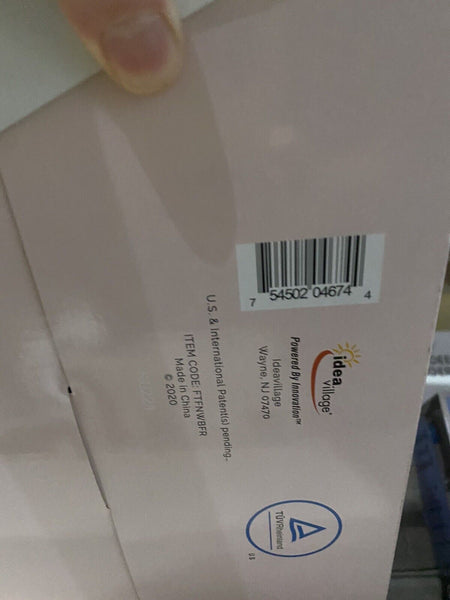 7 54502 04674 4
idea
village®
Powered By Innovation™
Ideavillage
Wayne NJ 07470
U.S. & International Patent(s) pending.
ITEM CODE: FTFNWBFR
Made in China
© 2020
TÜVRheinland
US